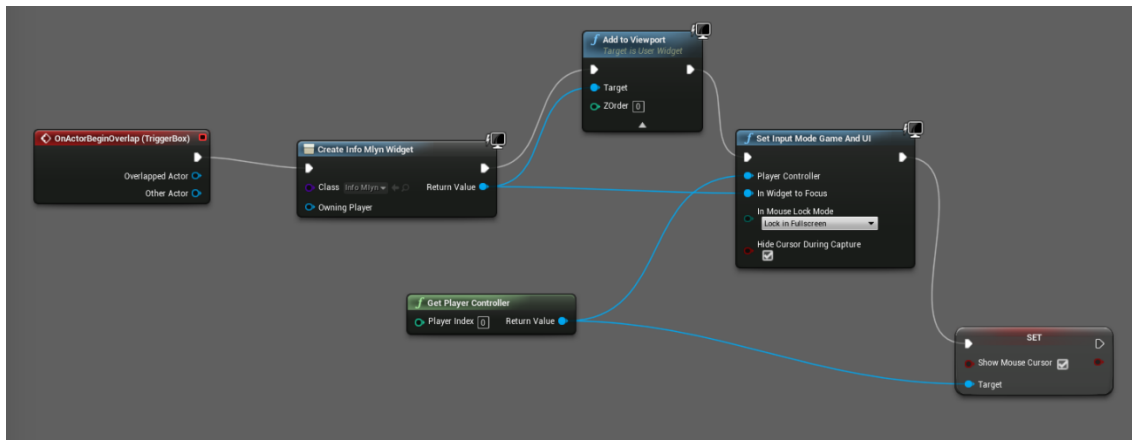 OnActorBeginOverlap (TriggerBox)
Overlapped Actor
Other Actor
Create Info Mlyn Widget
Class Info Mlyn Return Value
Owning Player
f Add to Viewport
Target is User Widget
Target
ZOrder 0
f Set Input Mode Game And UI
Player Controller
In Widget to Focus
In Mouse Lock Mode
Lock in Fullscreen
Hide Cursor During Capture
f Get Player Controller
Player Index 0 Return Value
SET
Show Mouse Cursor
Target